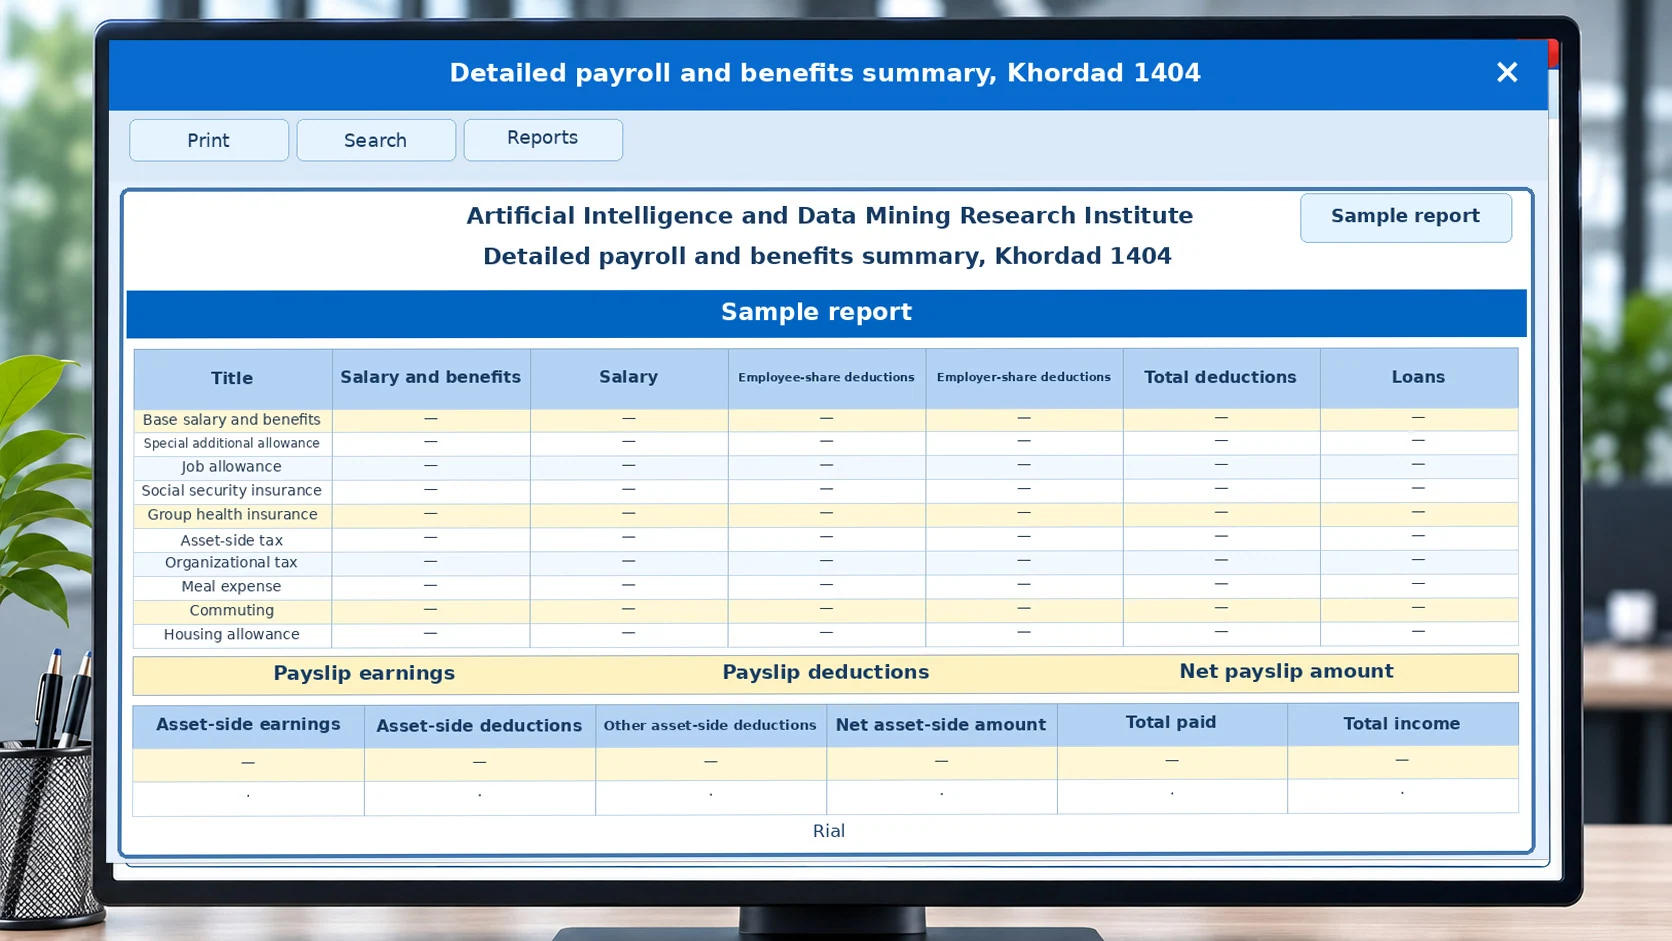 Detailed payroll and benefits summary, Khordad 1404 ×
Print Search Reports
Artificial Intelligence and Data Mining Research Institute
Sample report
Detailed payroll and benefits summary, Khordad 1404
Sample report
Title Salary and benefits Salary Employee-share deductions Employer-share deductions Total deductions Loans
Base salary and benefits — — — — — —
Special additional allowance — — — — — —
Job allowance — — — — — —
Social security insurance — — — — — —
Group health insurance — — — — — —
Asset-side tax — — — — — —
Organizational tax — — — — — —
Meal expense — — — — — —
Commuting — — — — — —
Housing allowance — — — — — —
Payslip earnings Payslip deductions Net payslip amount
Asset-side earnings Asset-side deductions Other asset-side deductions Net asset-side amount Total paid Total income
— — — — — —
. . . . . .
Rial